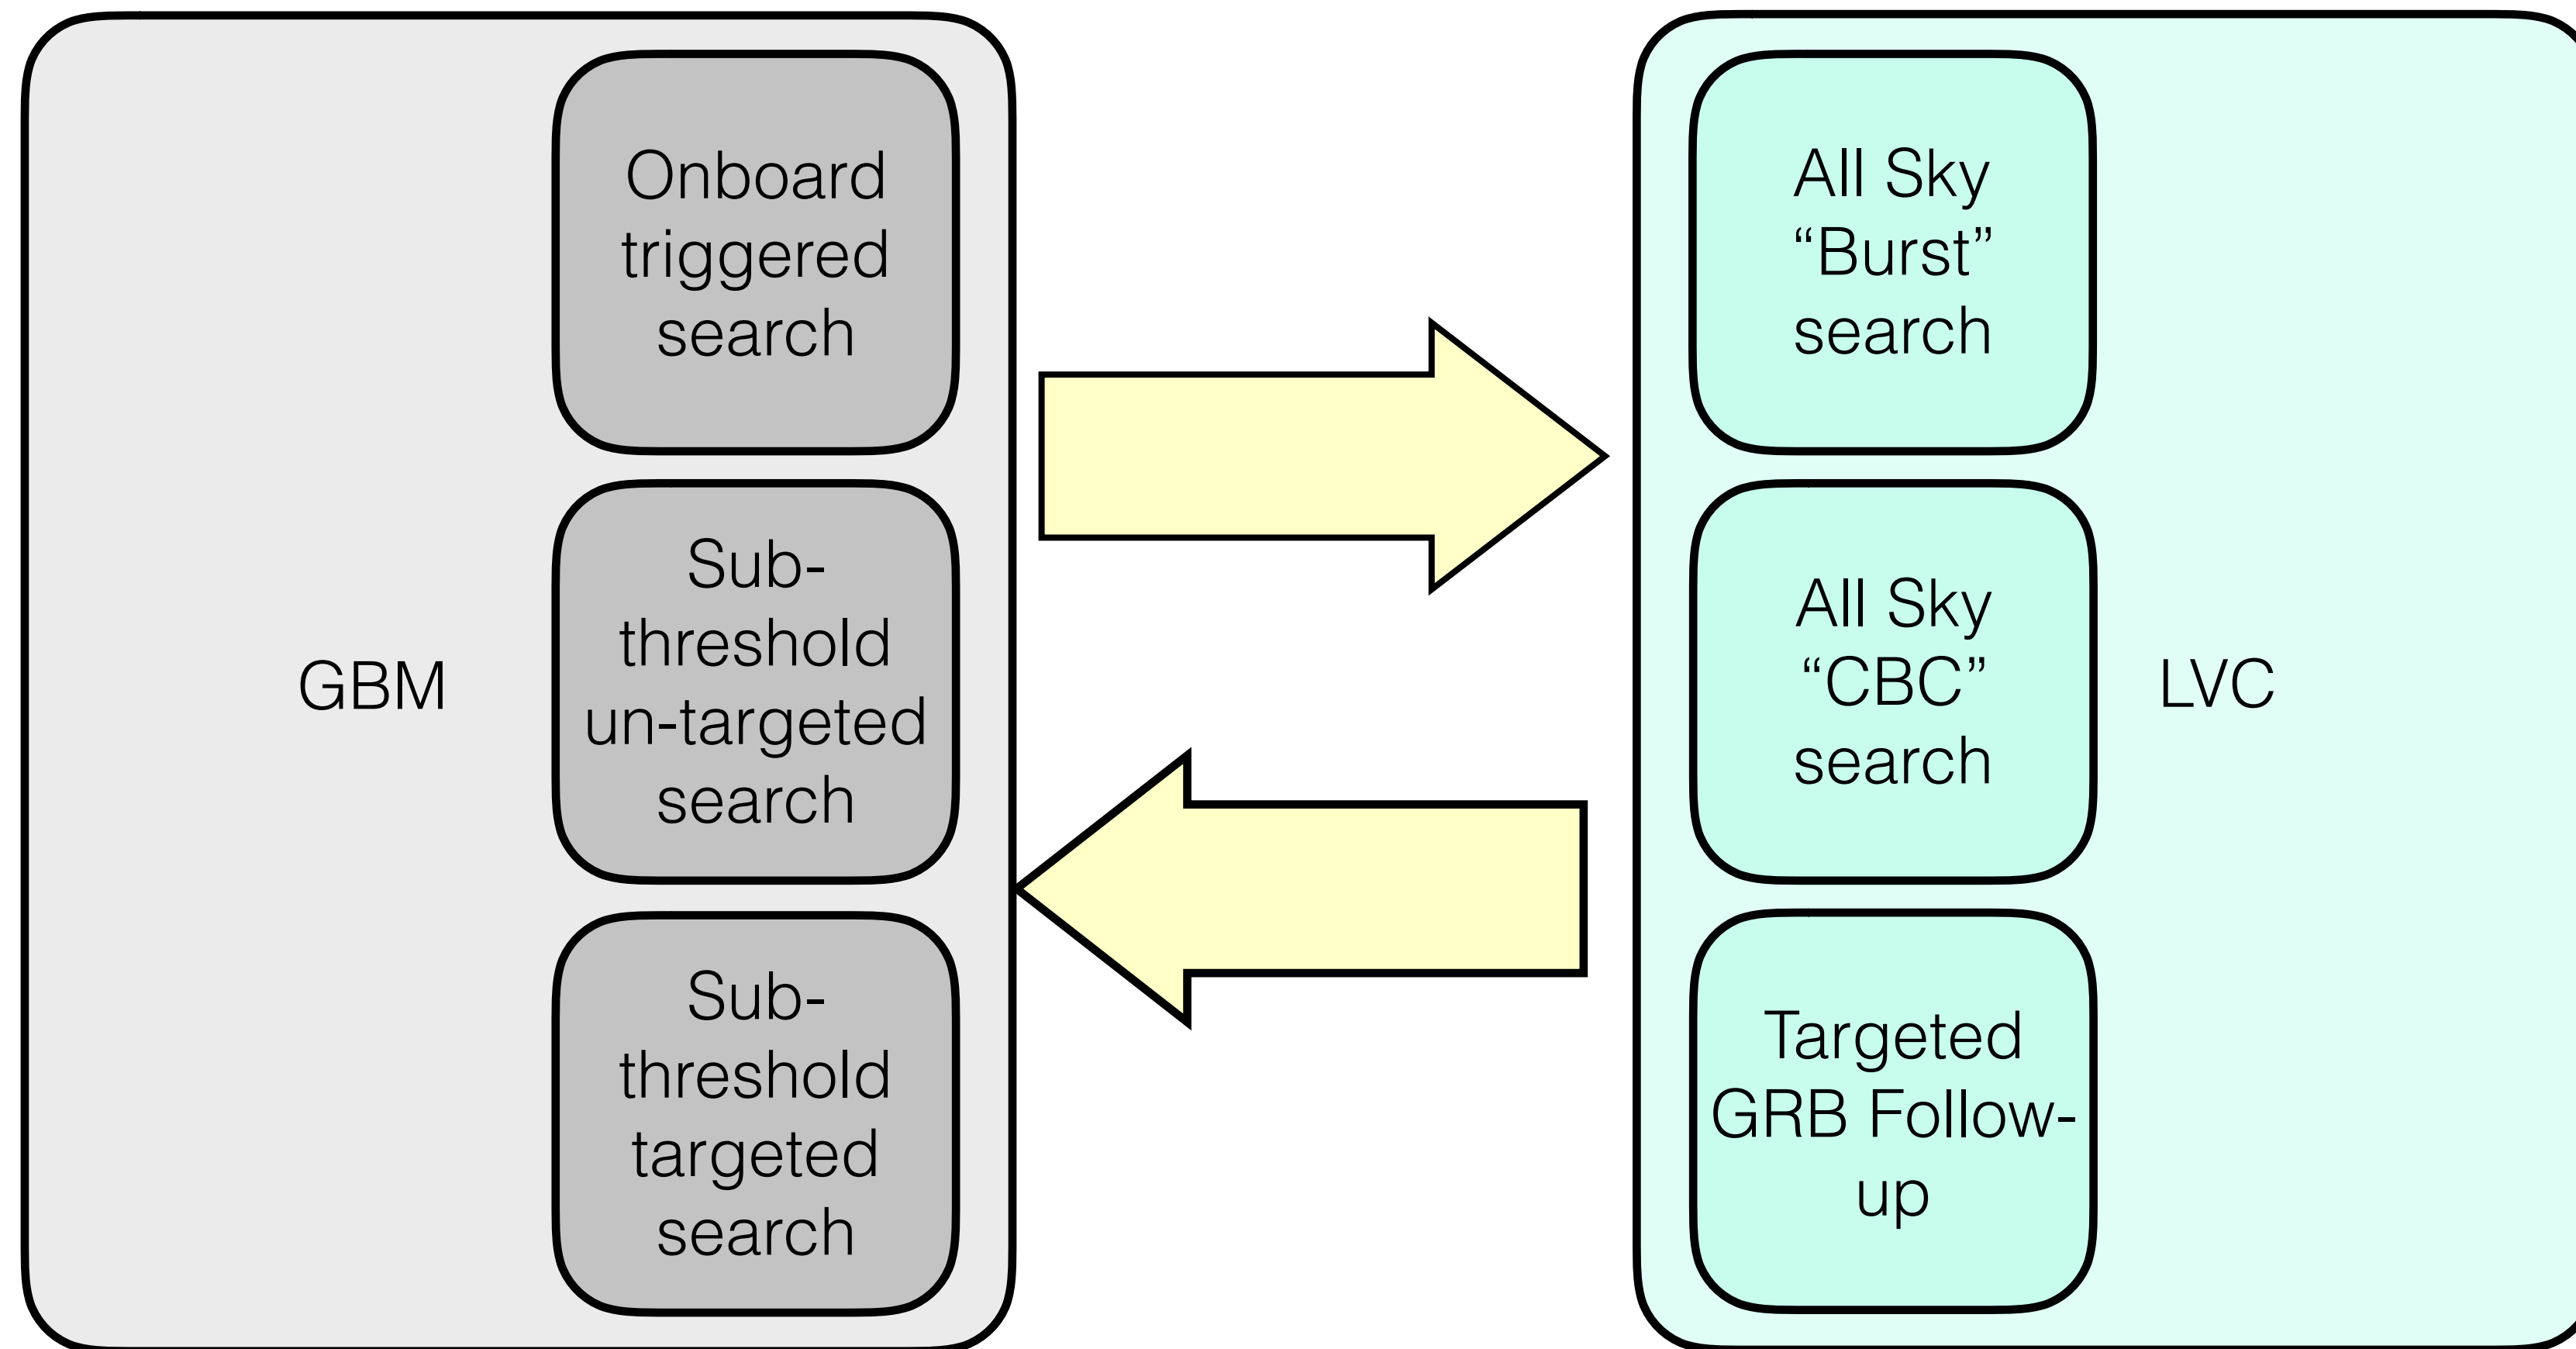 GBM
Onboard
triggered
search
Sub-
threshold
un-targeted
search
Sub-
threshold
targeted
search
All Sky
“Burst”
search
All Sky
“CBC”
search
Targeted
GRB Follow-
up
LVC